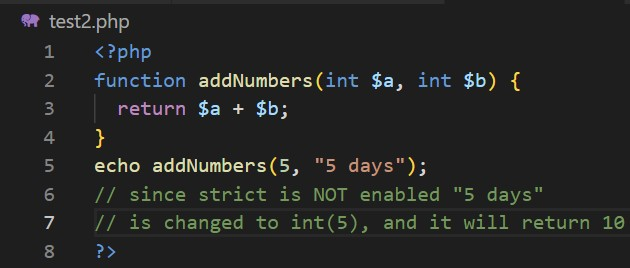 test2.php
1 <?php
2 function addNumbers(int $a, int $b) {
3   return $a + $b;
4 }
5 echo addNumbers(5, "5 days");
6 // since strict is NOT enabled "5 days"
7 // is changed to int(5), and it will return 10
8 ?>